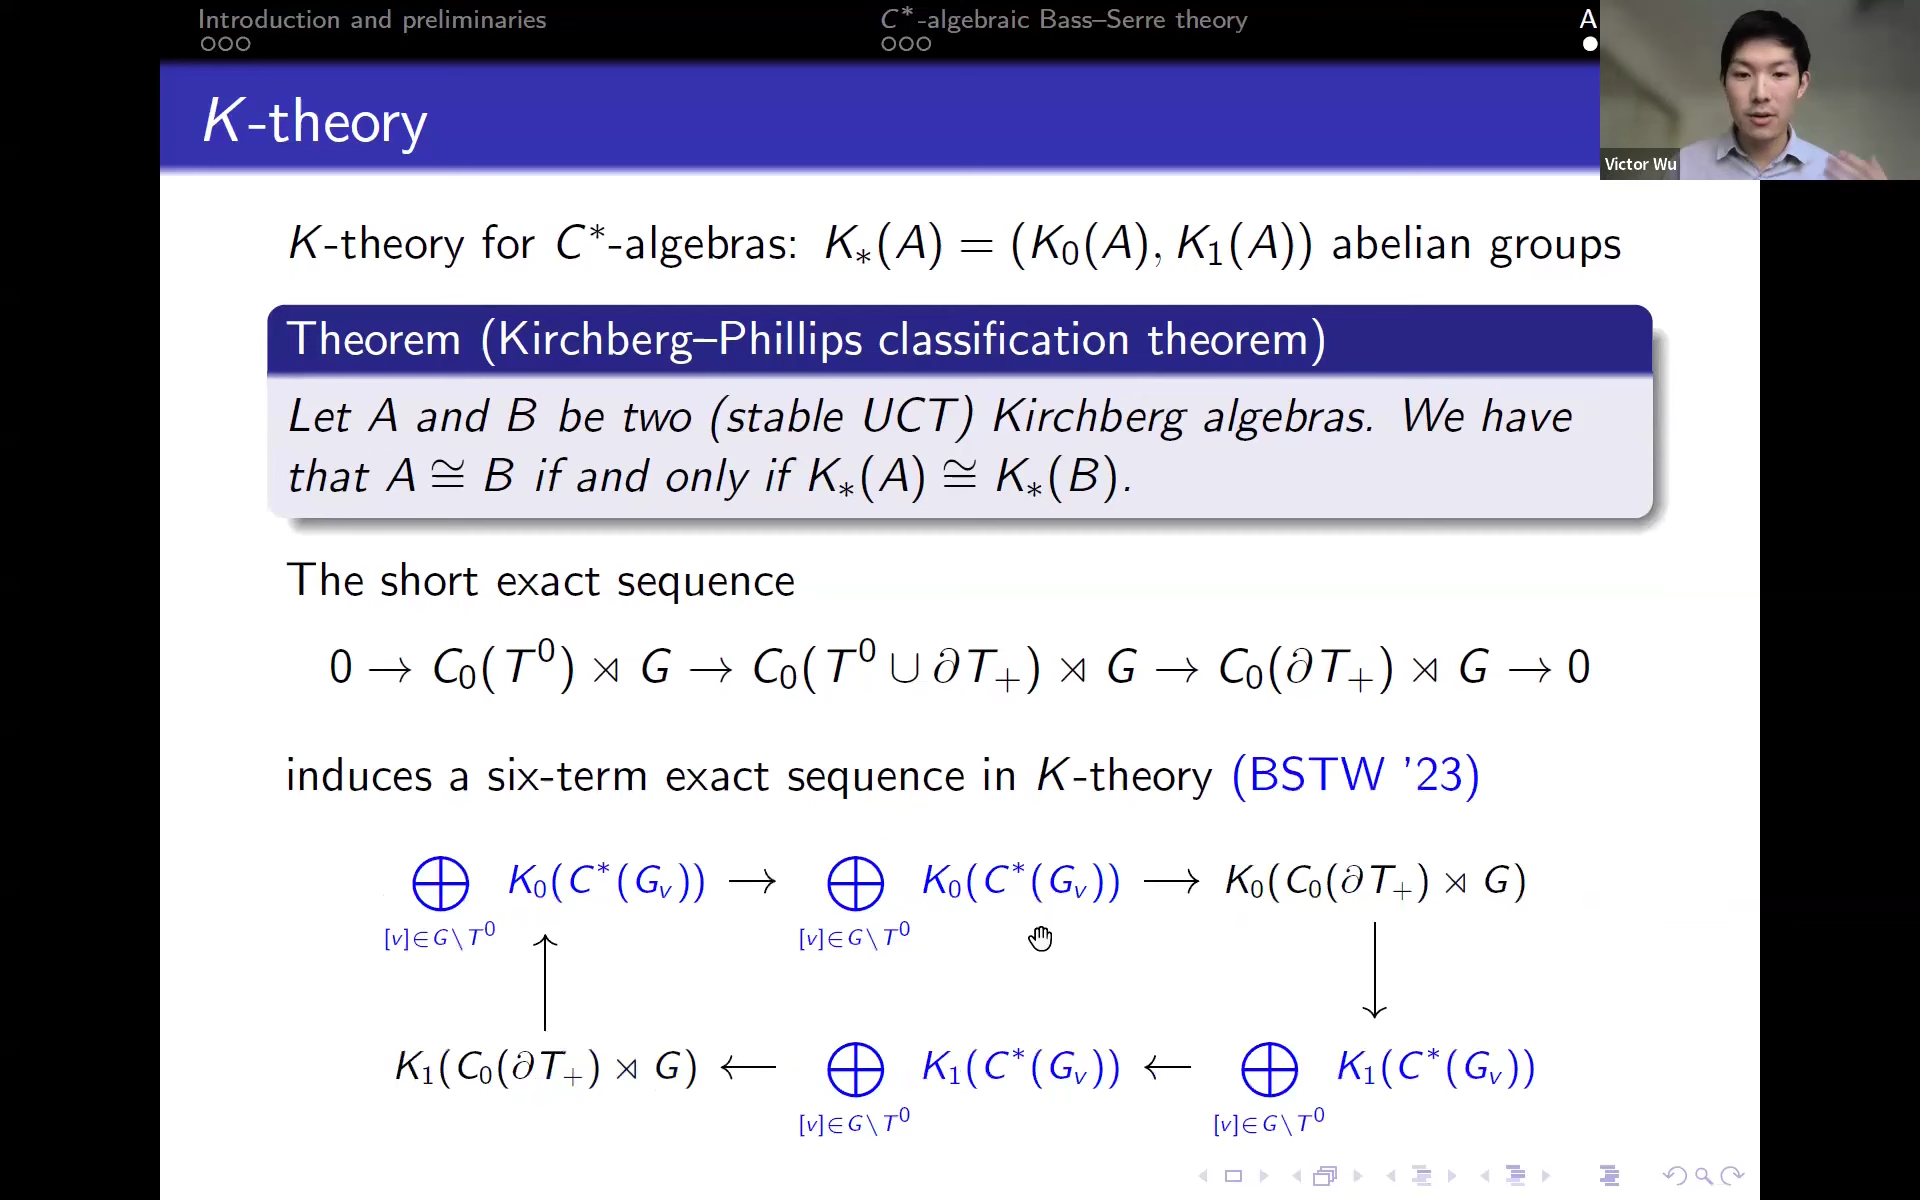 Introduction and preliminaries
C*-algebraic Bass–Serre theory
A
K-theory
Victor Wu
K-theory for C*-algebras: K∗(A) = (K₀(A), K₁(A)) abelian groups
Theorem (Kirchberg–Phillips classification theorem)
Let A and B be two (stable UCT) Kirchberg algebras. We have
that A ≅ B if and only if K∗(A) ≅ K∗(B).
The short exact sequence
0 → C₀(T⁰) ⋊ G → C₀(T⁰ ∪ ∂T₊) ⋊ G → C₀(∂T₊) ⋊ G → 0
induces a six-term exact sequence in K-theory (BSTW ’23)
⊕ K₀(C*(Gᵥ)) → ⊕ K₀(C*(Gᵥ)) → K₀(C₀(∂T₊) ⋊ G)
[v]∈G\T⁰ [v]∈G\T⁰
K₁(C₀(∂T₊) ⋊ G) ← ⊕ K₁(C*(Gᵥ)) ← ⊕ K₁(C*(Gᵥ))
[v]∈G\T⁰ [v]∈G\T⁰